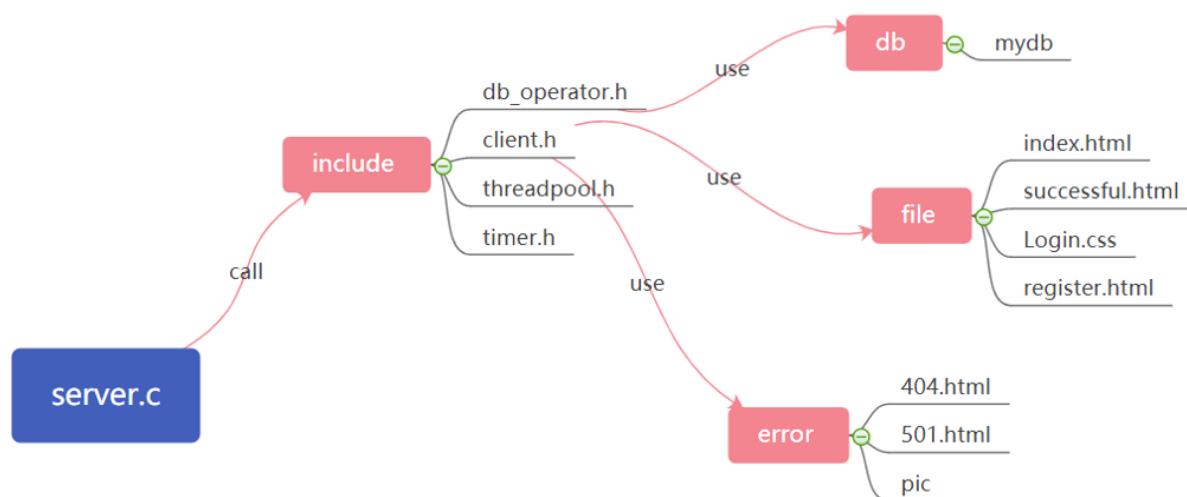 db
mydb
use
db_operator.h
client.h
include
threadpool.h
timer.h
use
index.html
successful.html
file
Login.css
register.html
call
use
server.c
404.html
error
501.html
pic